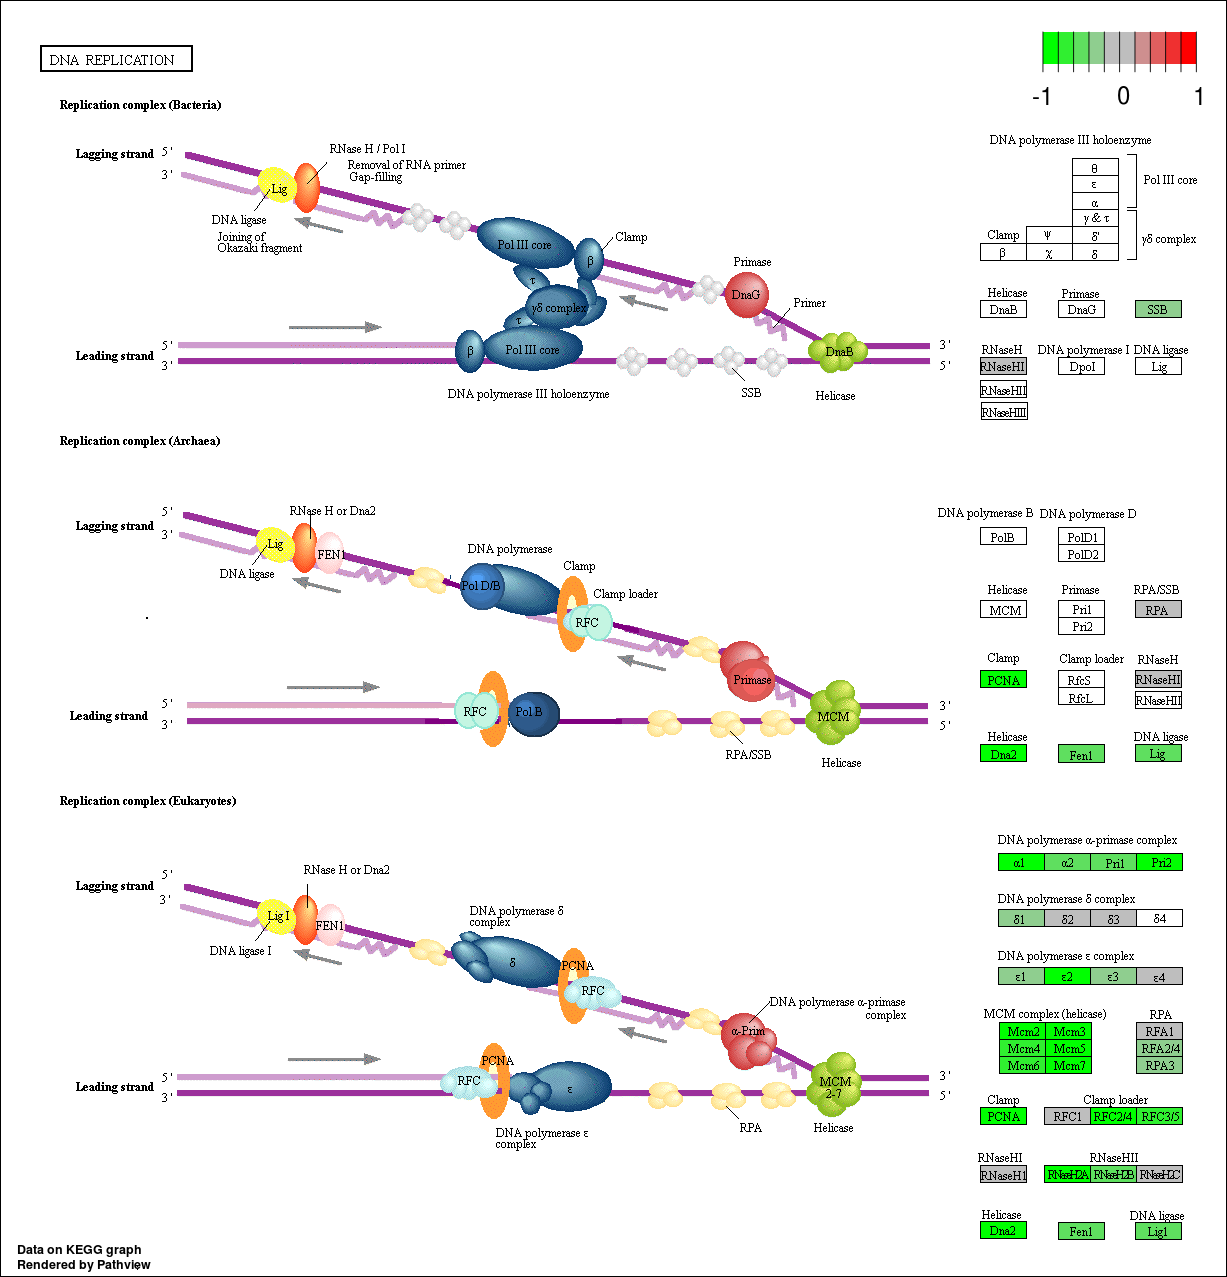 DNA REPLICATION
-1 0 1
Replication complex (Bacteria)
Lagging strand 5'
3'
RNase H / Pol I
Removal of RNA primer
Gap-filling
Lig
DNA ligase
Joining of
Okazaki fragment
Pol III core
Clamp
β
τ
γδ complex
τ
Primase
DnaG
Primer
Leading strand 5'
3'
β
Pol III core
DnaB
3'
5'
SSB
Helicase
DNA polymerase III holoenzyme
DNA polymerase III holoenzyme
θ
ε
α
Pol III core
γ & τ
Clamp ψ δ'
β χ δ
γδ complex
Helicase Primase
DnaB DnaG SSB
RNaseH DNA polymerase I DNA ligase
RNaseHI DpoI Lig
RNaseHII
RNaseHIII
Replication complex (Archaea)
Lagging strand 5'
3'
RNase H or Dna2
Lig
FEN1
DNA ligase
DNA polymerase
Pol D/B
Clamp
Clamp loader
RFC
Primase
Leading strand
5'
3'
RFC
Pol B
MCM
3'
5'
RPA/SSB
Helicase
DNA polymerase B DNA polymerase D
PolB PolD1
PolD2
Helicase Primase RPA/SSB
MCM Pri1 RPA
Pri2
Clamp Clamp loader RNaseH
PCNA RfcS RNaseHI
RfcL RNaseHII
Helicase DNA ligase
Dna2 Fen1 Lig
Replication complex (Eukaryotes)
Lagging strand 5'
3'
RNase H or Dna2
Lig I
FEN1
DNA ligase I
DNA polymerase δ
complex
δ
PCNA
RFC
DNA polymerase α-primase
complex
α-Prim
Leading strand 5'
3'
PCNA
RFC
ε
MCM
2-7
3'
5'
DNA polymerase ε
complex
RPA
Helicase
DNA polymerase α-primase complex
α1 α2 Pri1 Pri2
DNA polymerase δ complex
δ1 δ2 δ3 δ4
DNA polymerase ε complex
ε1 ε2 ε3 ε4
MCM complex (helicase) RPA
Mcm2 Mcm3 RFA1
Mcm4 Mcm5 RFA2/4
Mcm6 Mcm7 RPA3
Clamp Clamp loader
PCNA RFC1 RFC2/4 RFC3/5
RNaseHI RNaseHII
RNaseH1 RNaseH2A RNaseH2B RNaseH2C
Helicase DNA ligase
Dna2 Fen1 Lig1
Data on KEGG graph
Rendered by Pathview